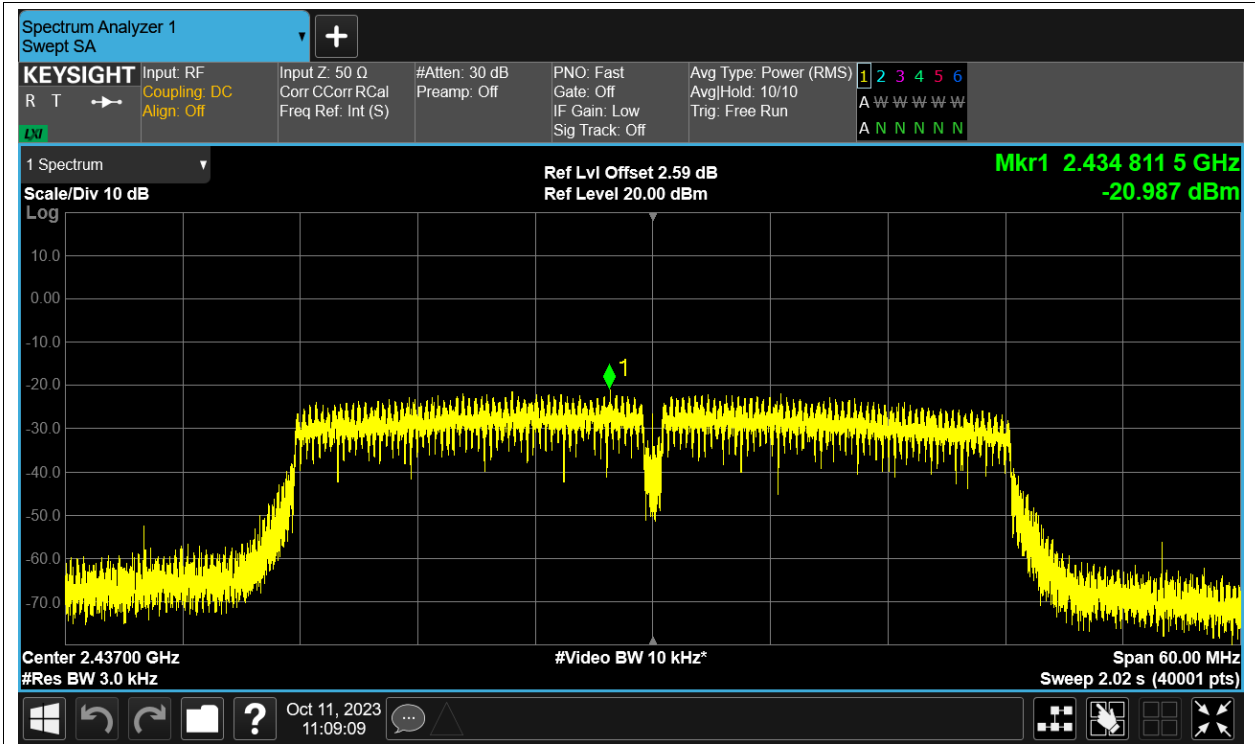 Spectrum Analyzer 1
Swept SA
+
KEYSIGHT
R T
LXI
Input: RF
Coupling: DC
Align: Off
Input Z: 50 Ω
Corr CCorr RCal
Freq Ref: Int (S)
#Atten: 30 dB
Preamp: Off
PNO: Fast
Gate: Off
IF Gain: Low
Sig Track: Off
Avg Type: Power (RMS)
Avg|Hold: 10/10
Trig: Free Run
1 2 3 4 5 6
A W W W W W
A N N N N N
1 Spectrum
Scale/Div 10 dB
Ref Lvl Offset 2.59 dB
Ref Level 20.00 dBm
Mkr1 2.434 811 5 GHz
-20.987 dBm
Log
10.0
0.00
-10.0
-20.0
-30.0
-40.0
-50.0
-60.0
-70.0
1
Center 2.43700 GHz
#Res BW 3.0 kHz
#Video BW 10 kHz*
Span 60.00 MHz
Sweep 2.02 s (40001 pts)
?
Oct 11, 2023
11:09:09